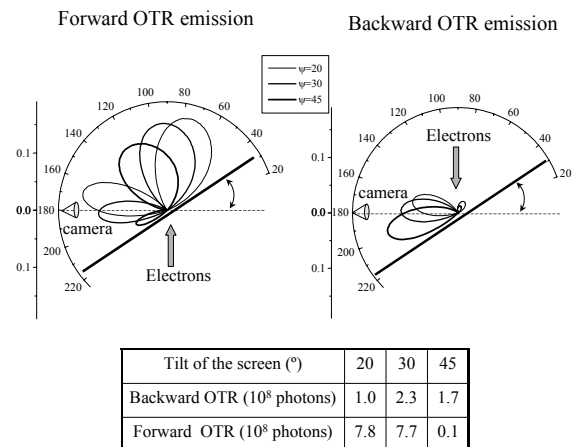 Forward OTR emission
Backward OTR emission
ψ=20
ψ=30
ψ=45
120 100 80 60 40 20
140
160
180
200
220
0.1
0.0
0.1
camera
Electrons
120 100 80 60 40 20
140
160
180
200
220
0.1
0.0
0.1
camera
Electrons
Tilt of the screen (º) 20 30 45
Backward OTR (10⁸ photons) 1.0 2.3 1.7
Forward OTR (10⁸ photons) 7.8 7.7 0.1